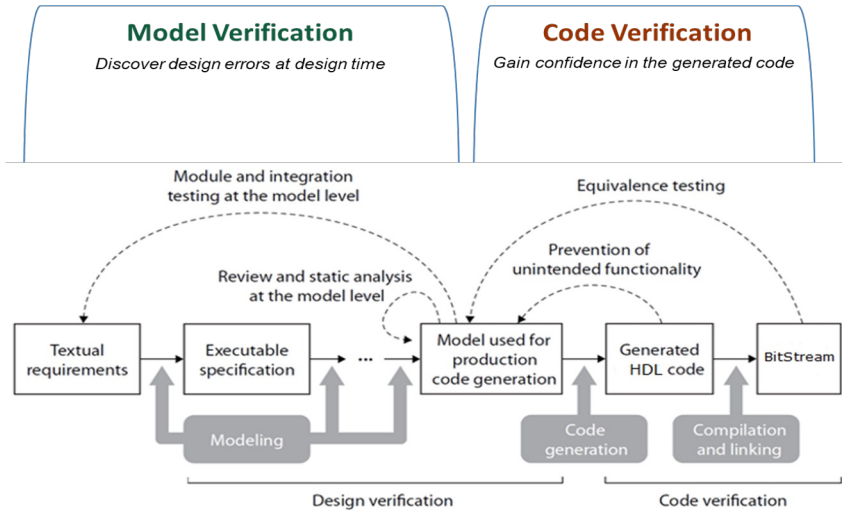 Model Verification
Discover design errors at design time
Code Verification
Gain confidence in the generated code
Module and integration
testing at the model level
Equivalence testing
Prevention of
unintended functionality
Review and static analysis
at the model level
Textual
requirements
Executable
specification
...
Model used for
production
code generation
Generated
HDL code
BitStream
Modeling
Code
generation
Compilation
and linking
Design verification
Code verification